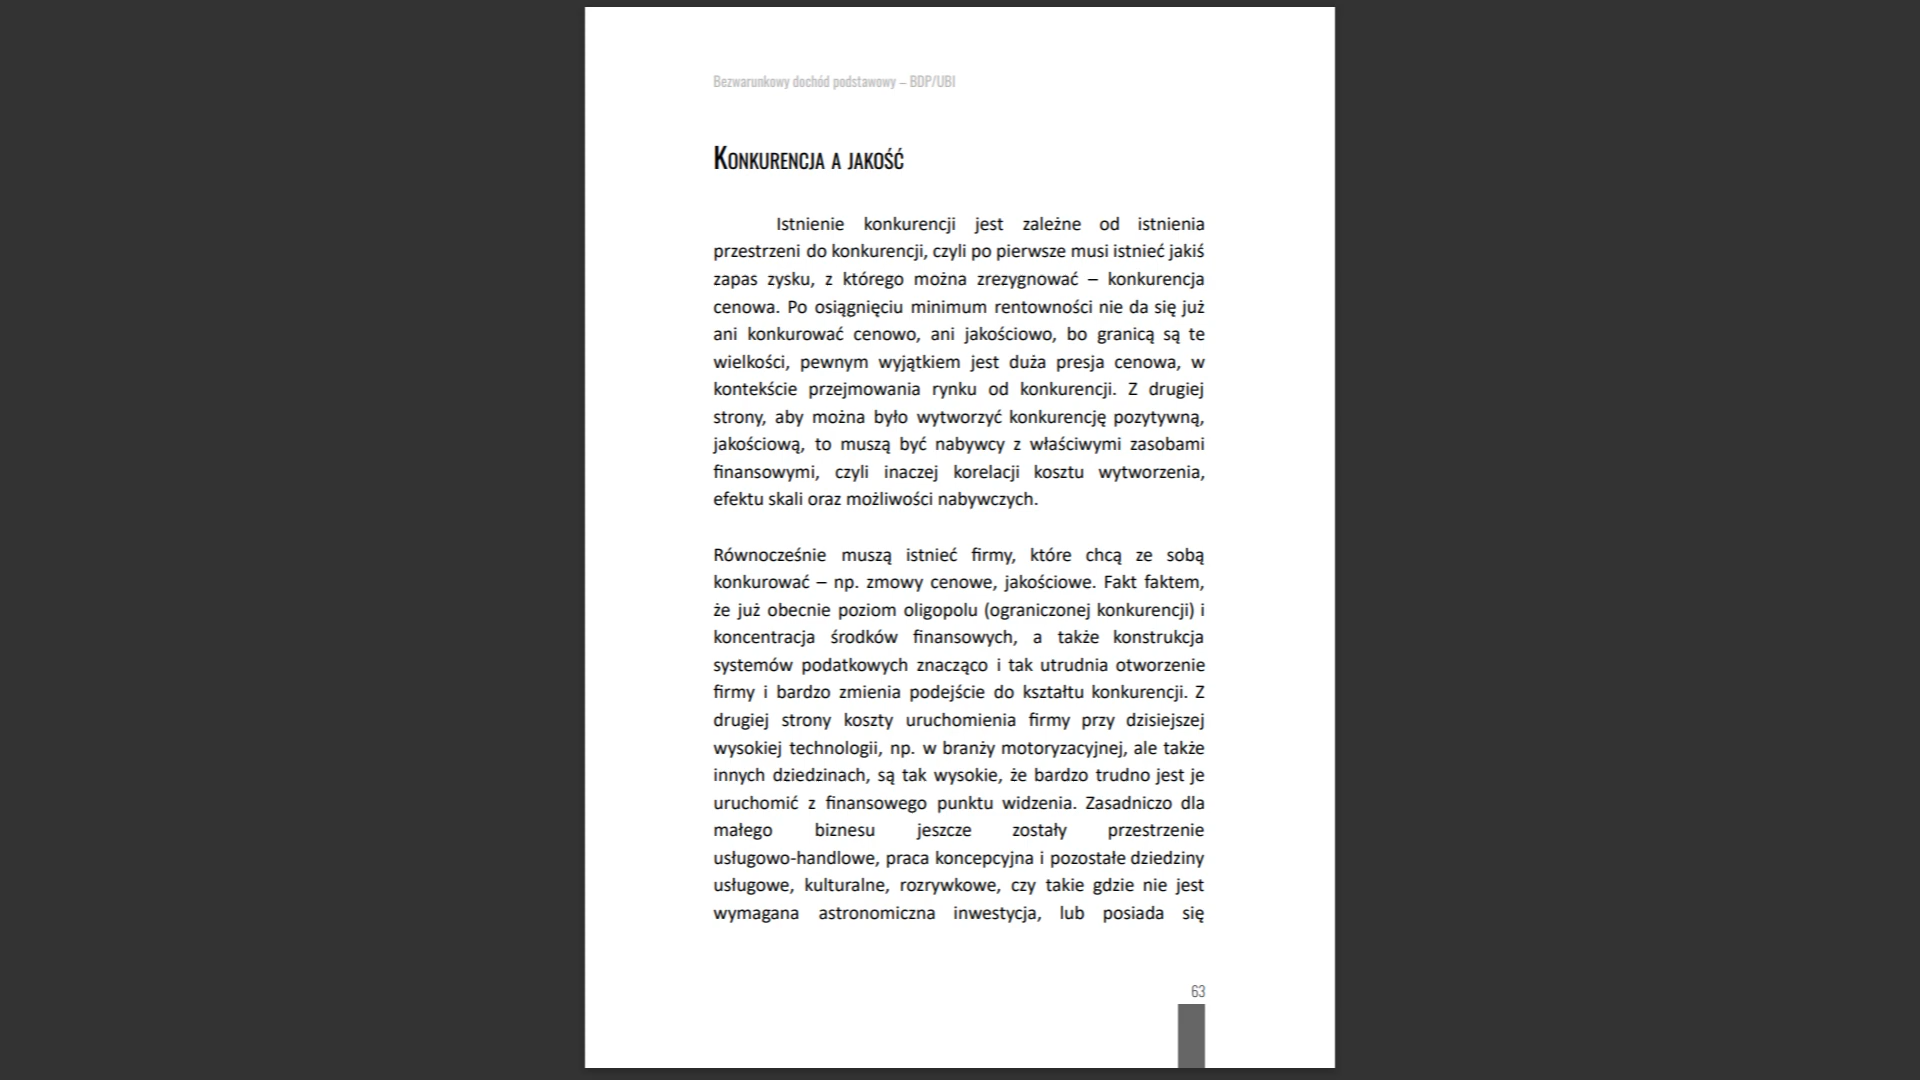 Bezwarunkowy dochód podstawowy – BDP/UBI
Konkurencja a jakość
Istnienie konkurencji jest zależne od istnienia
przestrzeni do konkurencji, czyli po pierwsze musi istnieć jakiś
zapas zysku, z którego można zrezygnować – konkurencja
cenowa. Po osiągnięciu minimum rentowności nie da się już
ani konkurować cenowo, ani jakościowo, bo granicą są te
wielkości, pewnym wyjątkiem jest duża presja cenowa, w
kontekście przejmowania rynku od konkurencji. Z drugiej
strony, aby można było wytworzyć konkurencję pozytywną,
jakościową, to muszą być nabywcy z właściwymi zasobami
finansowymi, czyli inaczej korelacji kosztu wytworzenia,
efektu skali oraz możliwości nabywczych.
Równocześnie muszą istnieć firmy, które chcą ze sobą
konkurować – np. zmowy cenowe, jakościowe. Fakt faktem,
że już obecnie poziom oligopolu (ograniczonej konkurencji) i
koncentracja środków finansowych, a także konstrukcja
systemów podatkowych znacząco i tak utrudnia otworzenie
firmy i bardzo zmienia podejście do kształtu konkurencji. Z
drugiej strony koszty uruchomienia firmy przy dzisiejszej
wysokiej technologii, np. w branży motoryzacyjnej, ale także
innych dziedzinach, są tak wysokie, że bardzo trudno jest je
uruchomić z finansowego punktu widzenia. Zasadniczo dla
małego biznesu jeszcze zostały przestrzenie
usługowo-handlowe, praca koncepcyjna i pozostałe dziedziny
usługowe, kulturalne, rozrywkowe, czy takie gdzie nie jest
wymagana astronomiczna inwestycja, lub posiada się
63